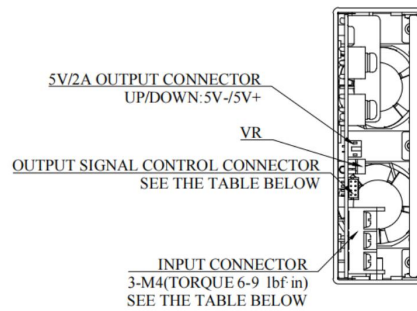 5V/2A OUTPUT CONNECTOR
UP/DOWN:5V-/5V+
VR
OUTPUT SIGNAL CONTROL CONNECTOR
SEE THE TABLE BELOW
INPUT CONNECTOR
3-M4(TORQUE 6-9 lbf·in)
SEE THE TABLE BELOW